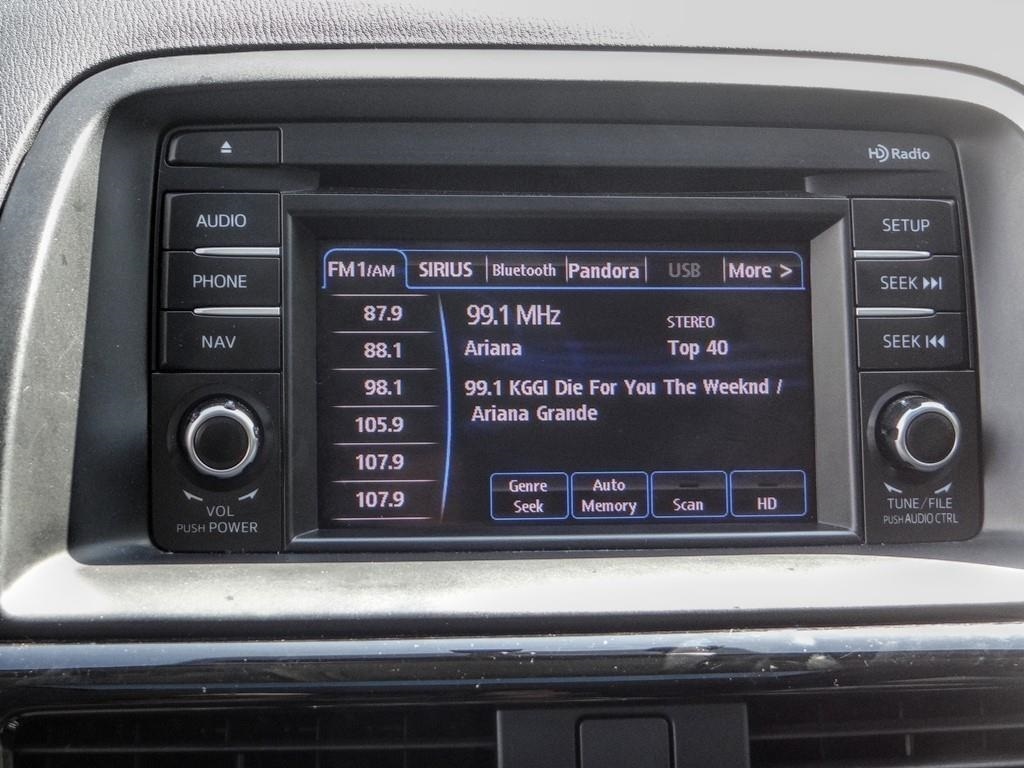 HD Radio
AUDIO
PHONE
NAV
VOL
PUSH POWER
FM1/AM SIRIUS Bluetooth Pandora USB More >
87.9
88.1
98.1
105.9
107.9
107.9
99.1 MHz STEREO
Ariana Top 40
99.1 KGGI Die For You The Weeknd /
Ariana Grande
Genre
Seek
Auto
Memory
Scan
HD
SETUP
SEEK
SEEK
TUNE/FILE
PUSH AUDIO CTRL